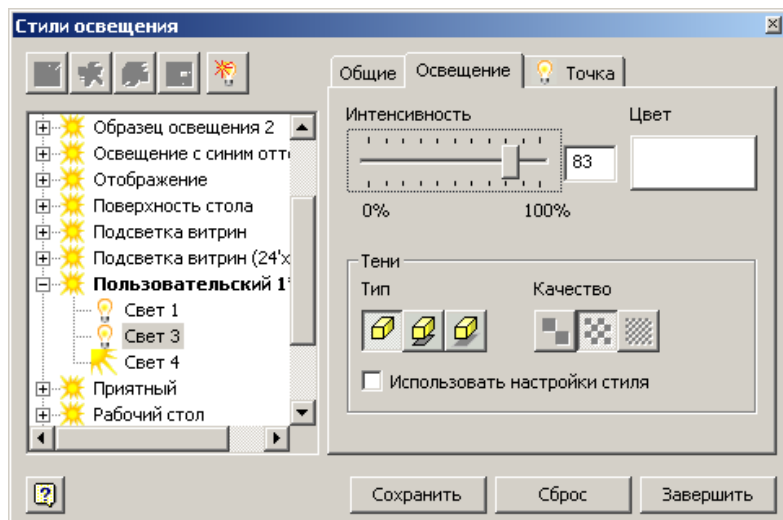 Стили освещения
Общие
Освещение
Точка
Образец освещения 2
Освещение с синим отт
Отображение
Поверхность стола
Подсветка витрин
Подсветка витрин (24'х
Пользовательский 1*
Свет 1
Свет 3
Свет 4
Приятный
Рабочий стол
Интенсивность
Цвет
83
0%
100%
Тени
Тип
Качество
Использовать настройки стиля
?
Сохранить
Сброс
Завершить